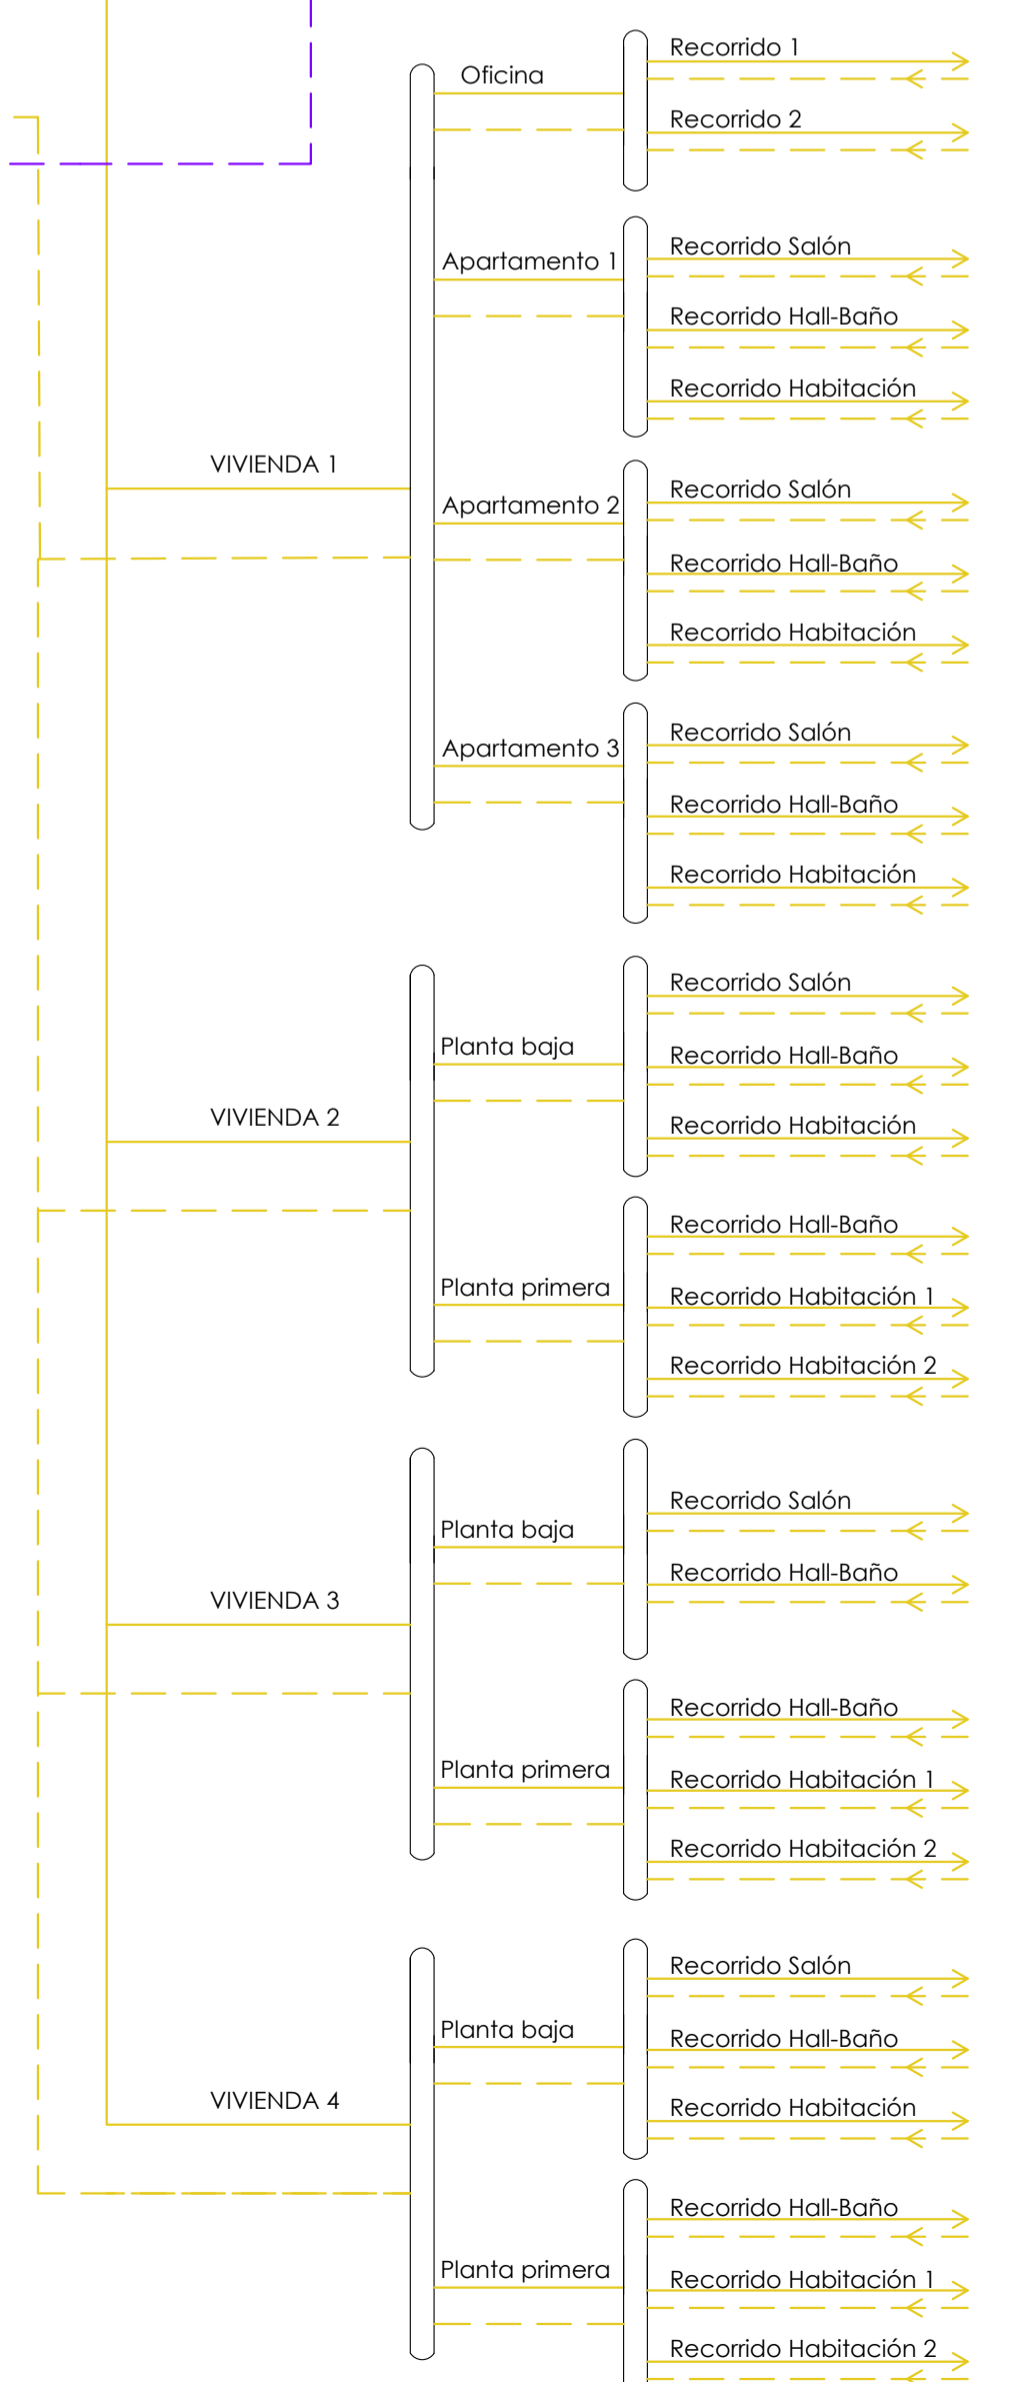 Recorrido 1
Oficina
Recorrido 2
Recorrido Salón
Apartamento 1
Recorrido Hall-Baño
Recorrido Habitación
VIVIENDA 1
Recorrido Salón
Apartamento 2
Recorrido Hall-Baño
Recorrido Habitación
Recorrido Salón
Apartamento 3
Recorrido Hall-Baño
Recorrido Habitación
Recorrido Salón
Planta baja
Recorrido Hall-Baño
VIVIENDA 2
Recorrido Habitación
Recorrido Hall-Baño
Planta primera
Recorrido Habitación 1
Recorrido Habitación 2
Recorrido Salón
Planta baja
Recorrido Hall-Baño
VIVIENDA 3
Recorrido Hall-Baño
Planta primera
Recorrido Habitación 1
Recorrido Habitación 2
Recorrido Salón
Planta baja
Recorrido Hall-Baño
VIVIENDA 4
Recorrido Habitación
Recorrido Hall-Baño
Planta primera
Recorrido Habitación 1
Recorrido Habitación 2